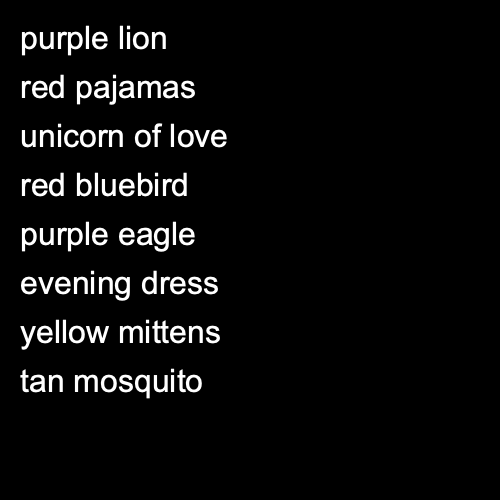 purple lion
red pajamas
unicorn of love
red bluebird
purple eagle
evening dress
yellow mittens
tan mosquito